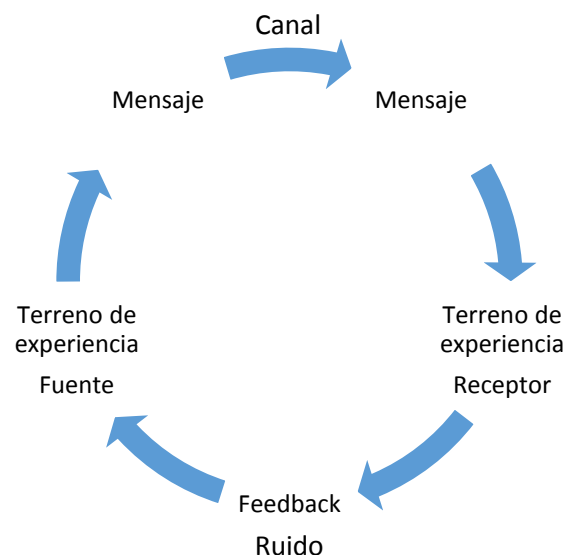 Canal
Mensaje
Mensaje
Terreno de
experiencia
Fuente
Terreno de
experiencia
Receptor
Feedback
Ruido